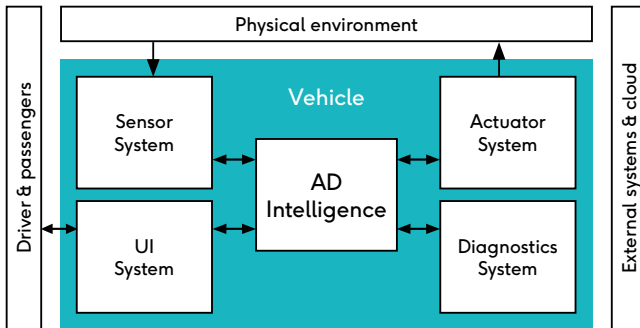 Physical environment
Driver & passengers
Vehicle
External systems & cloud
Sensor
System
Actuator
System
AD
Intelligence
UI
System
Diagnostics
System